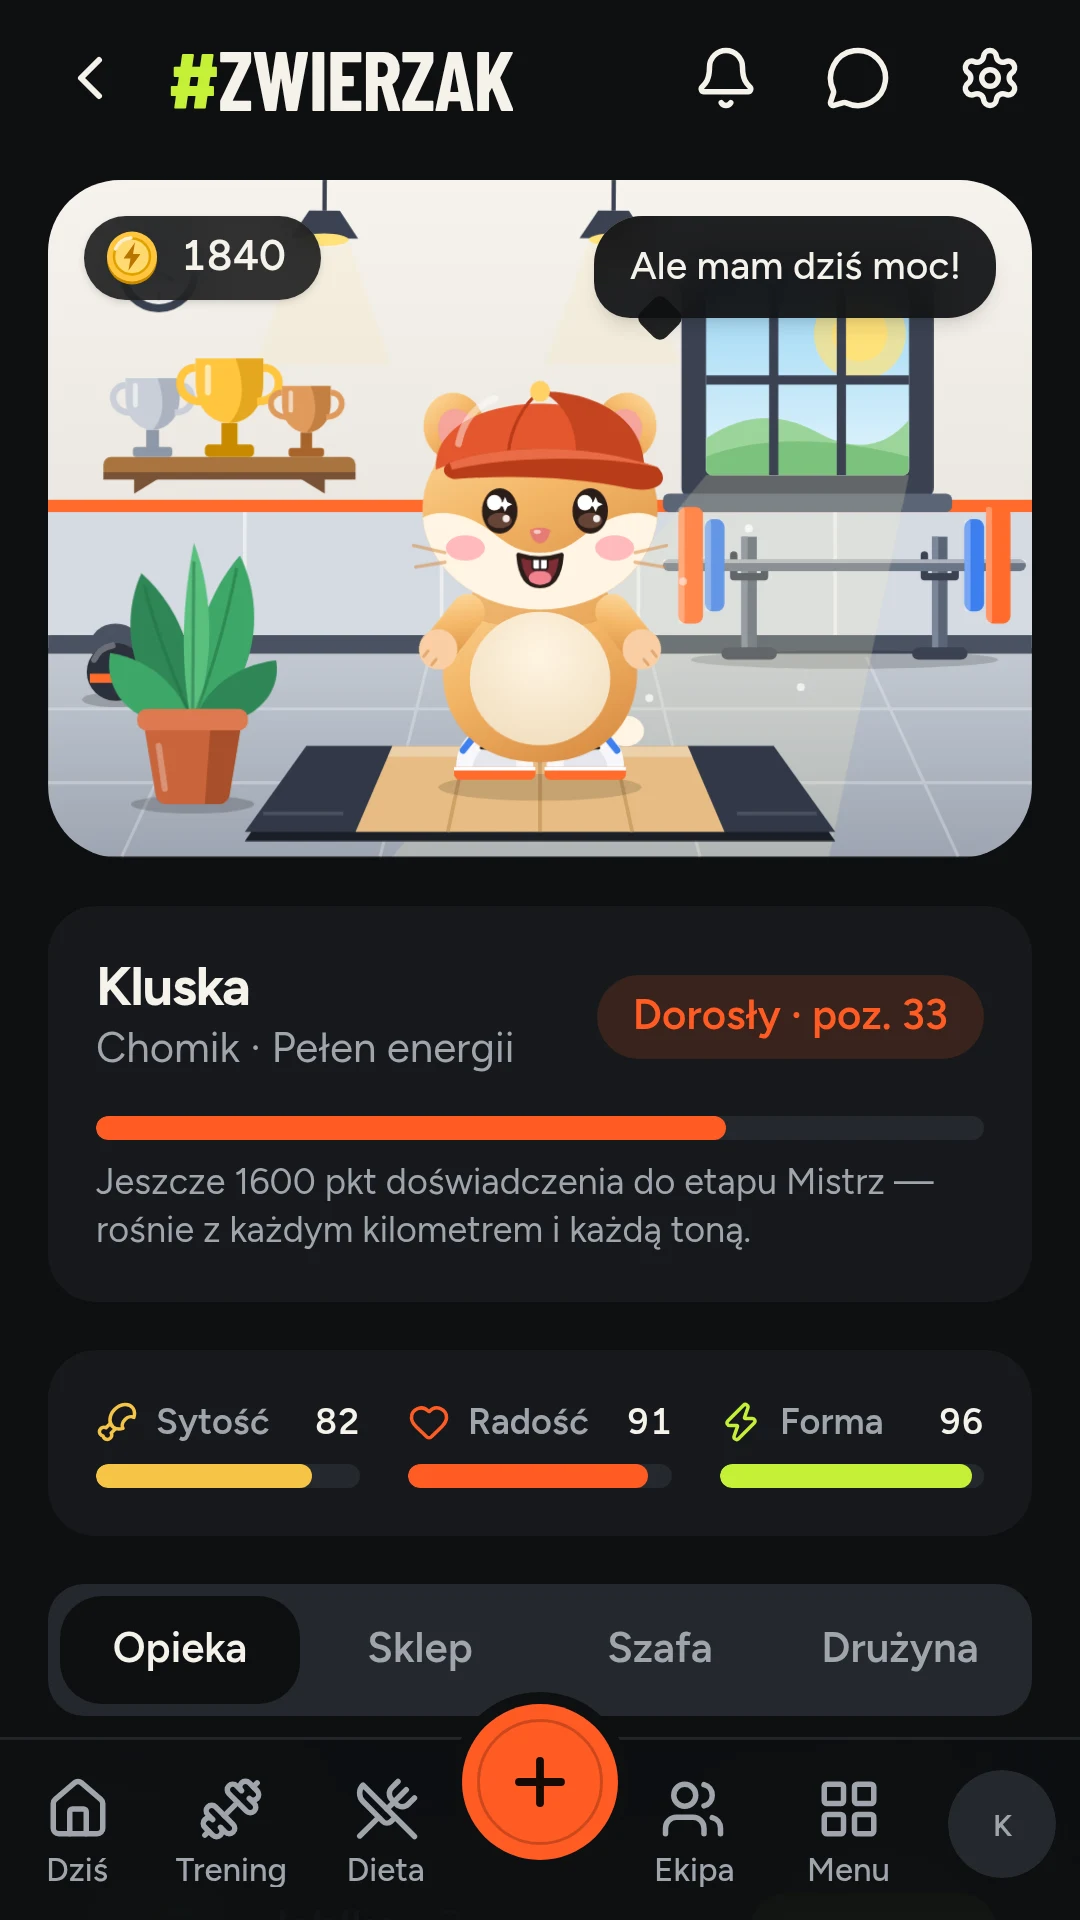 #ZWIERZAK
1840
Ale mam dziś moc!
Kluska
Chomik · Pełen energii
Dorosły · poz. 33
Jeszcze 1600 pkt doświadczenia do etapu Mistrz —
rośnie z każdym kilometrem i każdą toną.
Sytość 82
Radość 91
Forma 96
Opieka
Sklep
Szafa
Drużyna
Dziś
Trening
Dieta
Ekipa
Menu
K